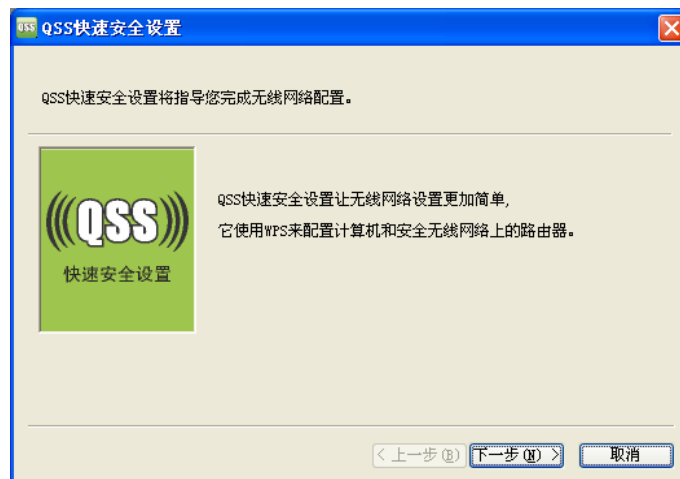 QSS快速安全设置
QSS快速安全设置将指导您完成无线网络配置。
(((QSS)))
快速安全设置
QSS快速安全设置让无线网络设置更加简单,
它使用WPS来配置计算机和安全无线网络上的路由器。
< 上一步(B) 下一步(N) > 取消